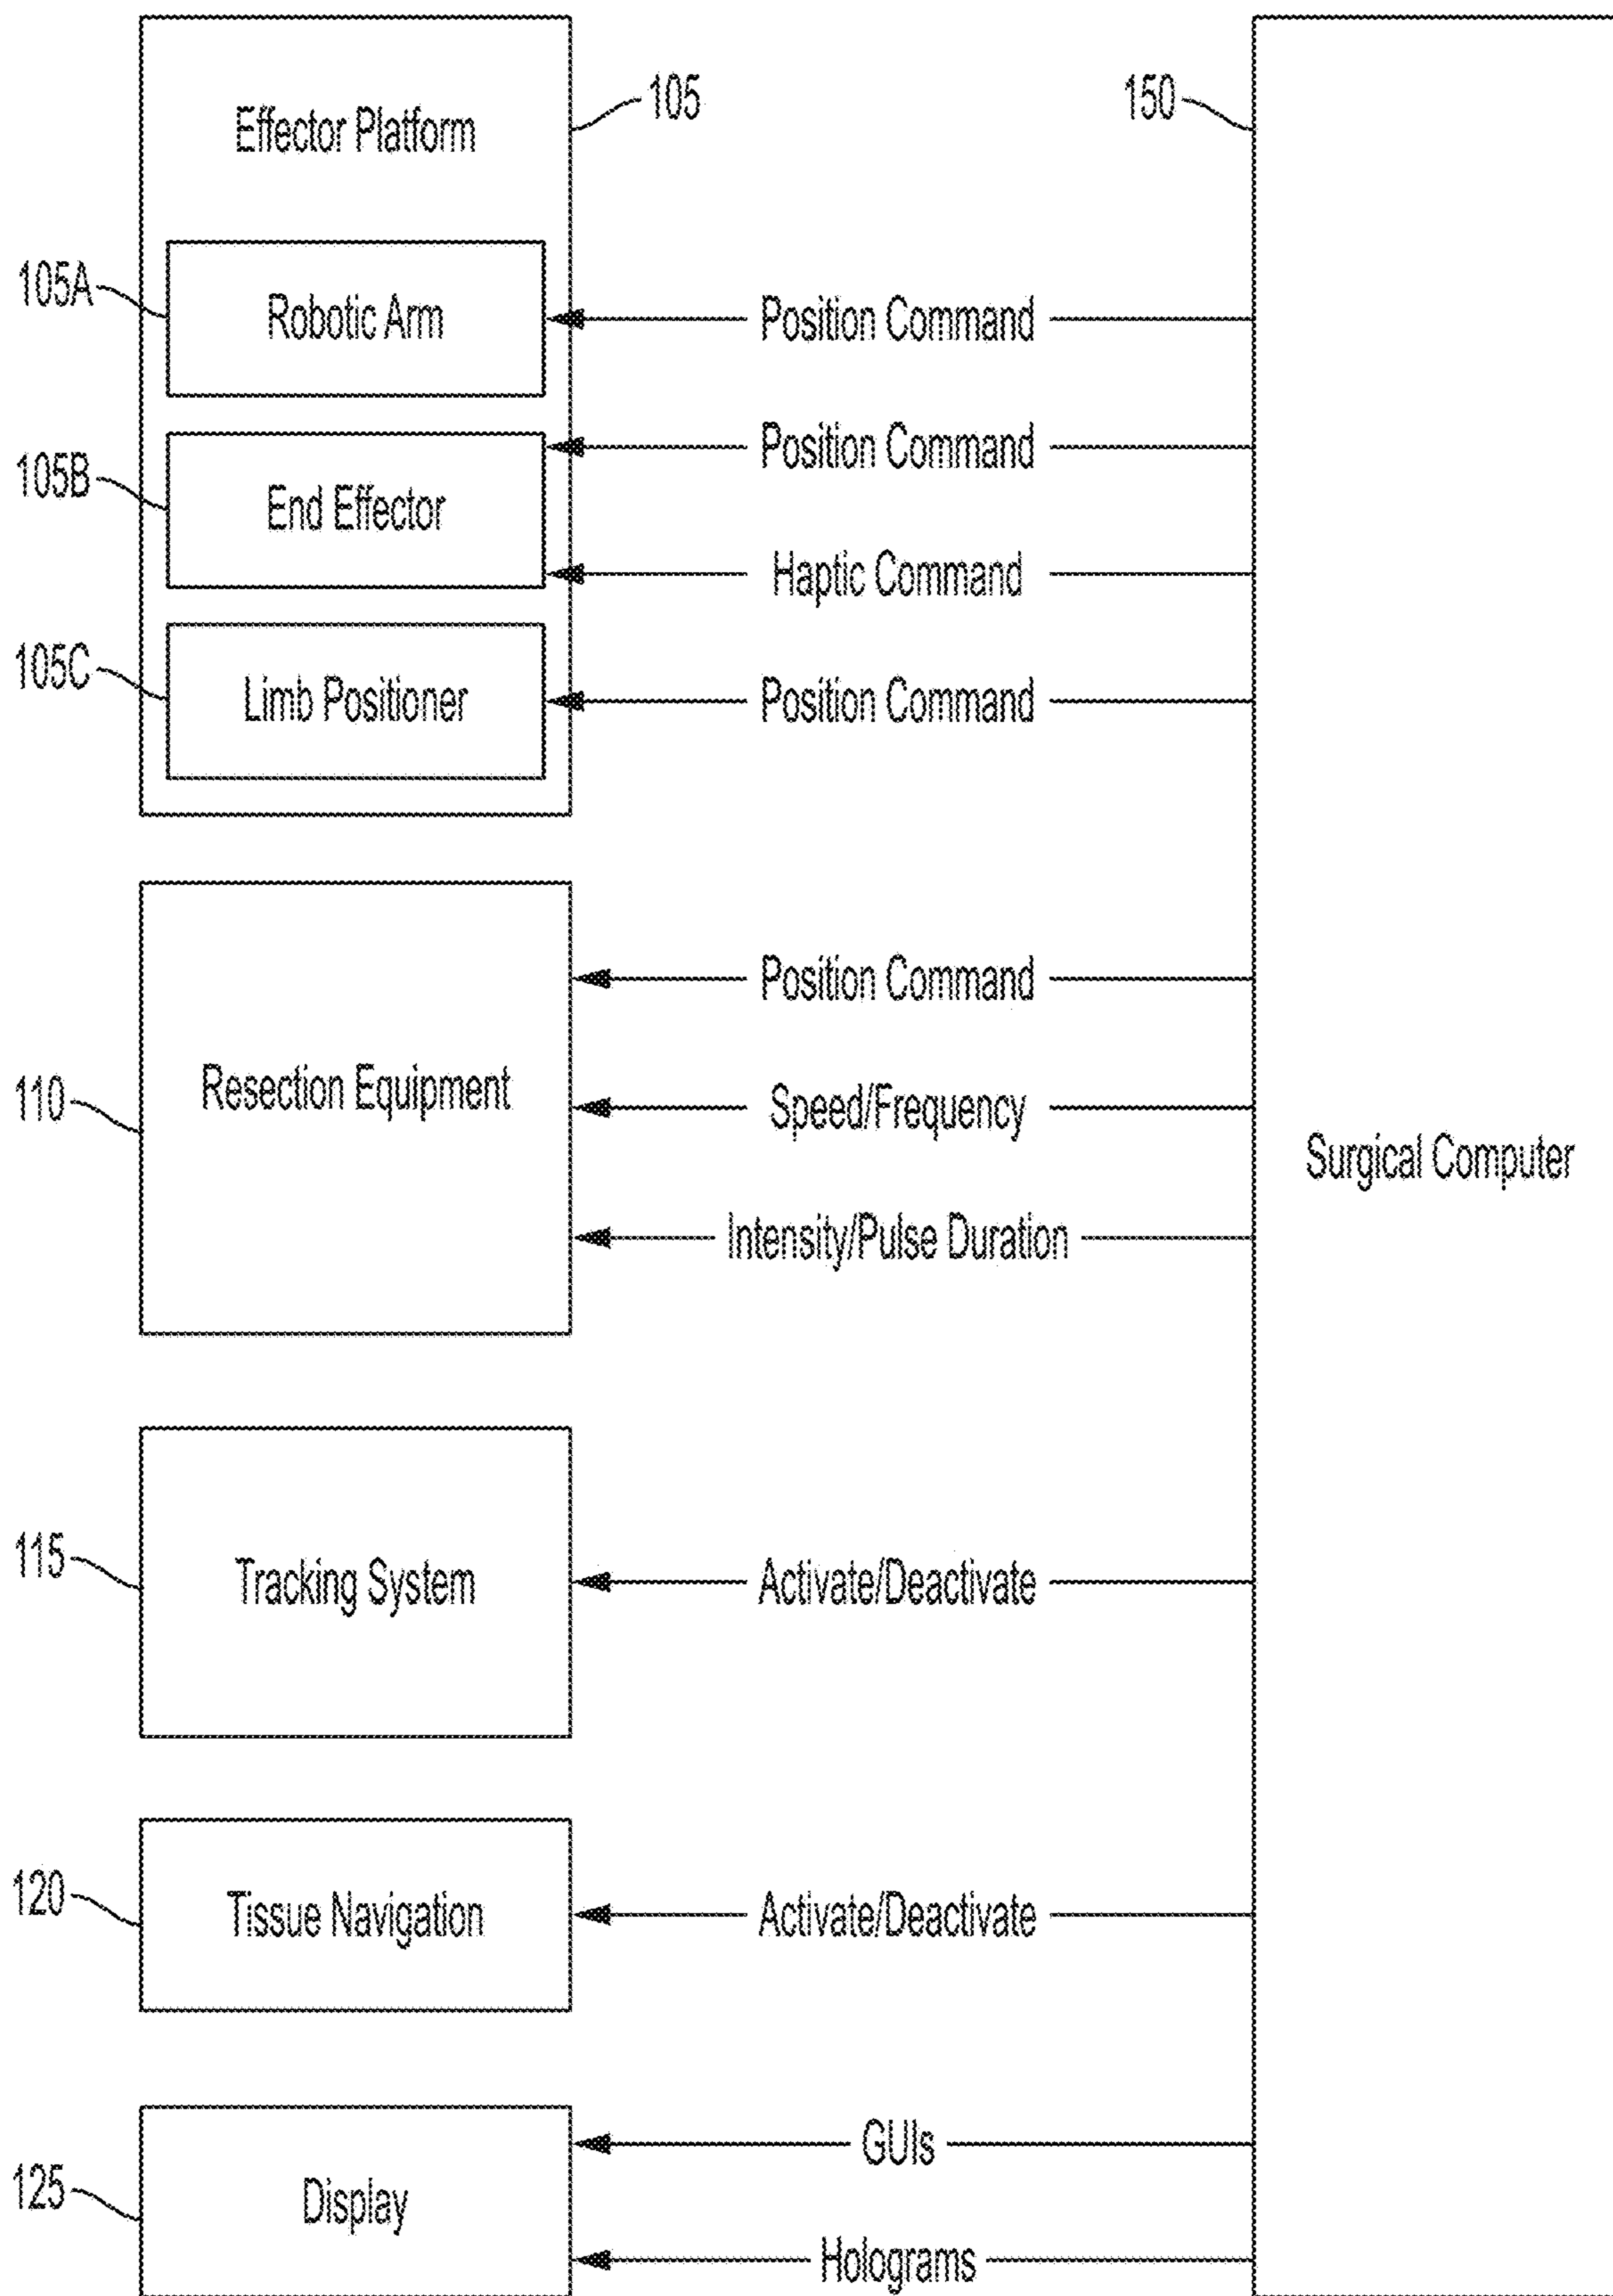 105
150
Effector Platform
105A
Robotic Arm
Position Command
105B
End Effector
Position Command
Haptic Command
105C
Limb Positioner
Position Command
110
Resection Equipment
Position Command
Speed/Frequency
Intensity/Pulse Duration
Surgical Computer
115
Tracking System
Activate/Deactivate
120
Tissue Navigation
Activate/Deactivate
125
Display
GUIs
Holograms